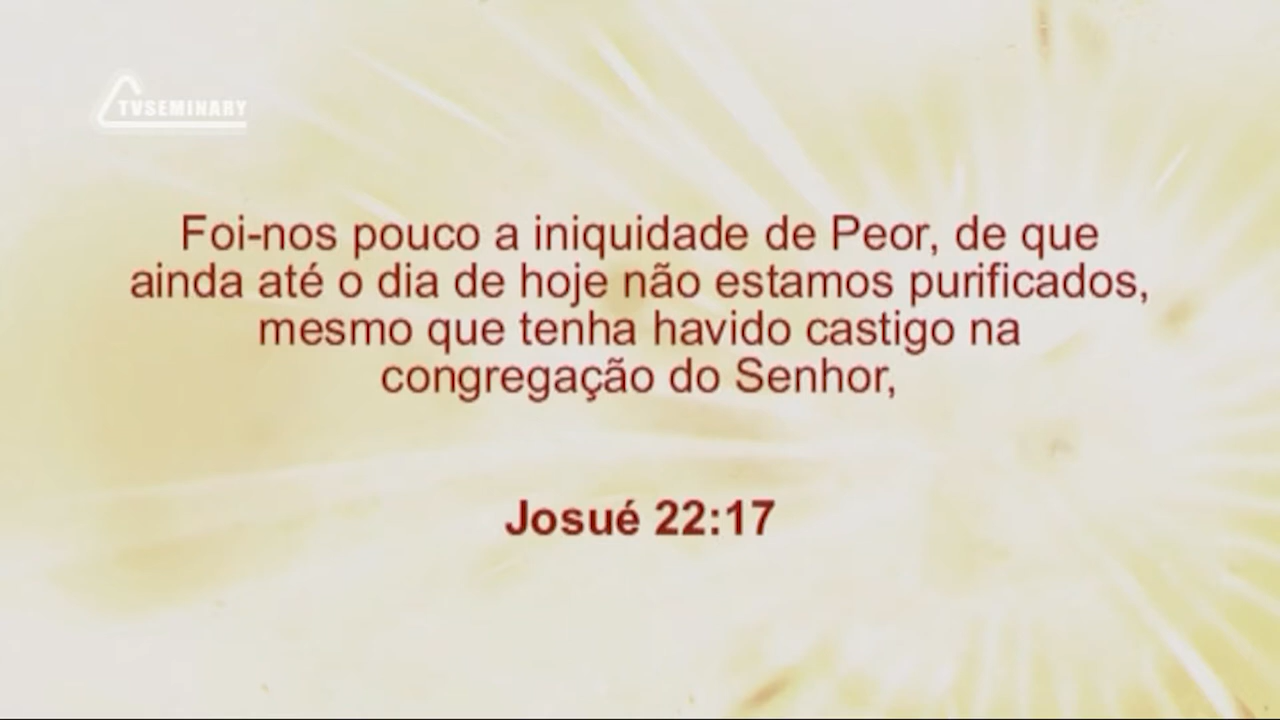 TVSEMINARY
Foi-nos pouco a iniquidade de Peor, de que
ainda até o dia de hoje não estamos purificados,
mesmo que tenha havido castigo na
congregação do Senhor,
Josué 22:17